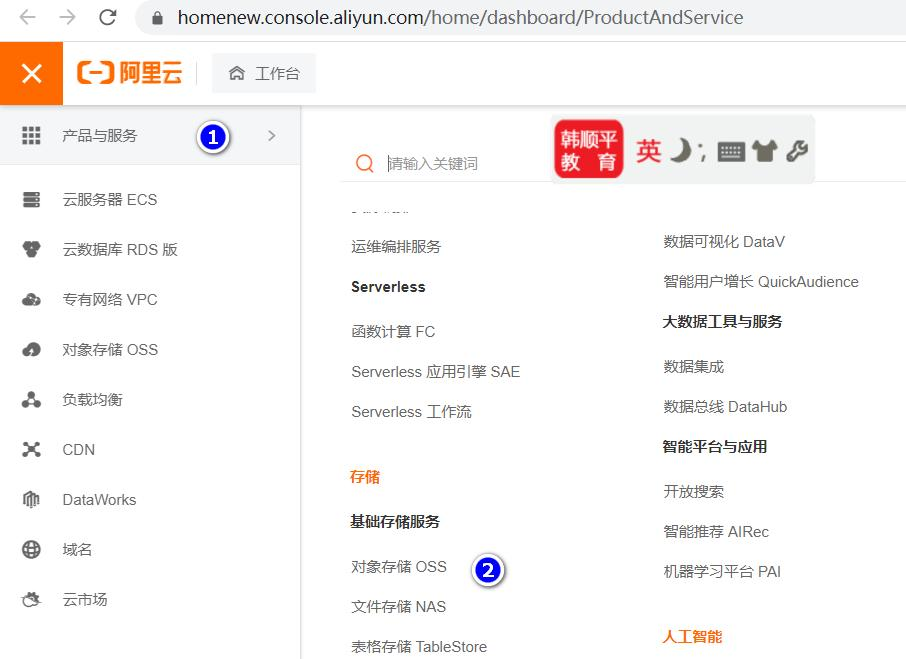 homenew.console.aliyun.com/home/dashboard/ProductAndService
阿里云
工作台
产品与服务
1
云服务器 ECS
云数据库 RDS 版
专有网络 VPC
对象存储 OSS
负载均衡
CDN
DataWorks
域名
云市场
请输入关键词
韩顺平
教 育
英
;
运维编排服务
Serverless
函数计算 FC
Serverless 应用引擎 SAE
Serverless 工作流
存储
基础存储服务
对象存储 OSS
2
文件存储 NAS
表格存储 TableStore
数据可视化 DataV
智能用户增长 QuickAudience
大数据工具与服务
数据集成
数据总线 DataHub
智能平台与应用
开放搜索
智能推荐 AIRec
机器学习平台 PAI
人工智能